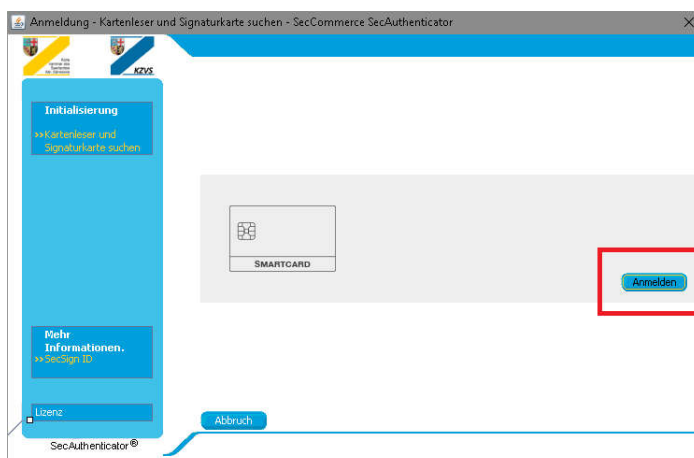 Anmeldung - Kartenleser und Signaturkarte suchen - SecCommerce SecAuthenticator
KZVS
Initialisierung
»Kartenleser und
Signaturkarte suchen
SMARTCARD
Anmelden
Mehr
Informationen.
»SecSign ID
Lizenz
Abbruch
SecAuthenticator®